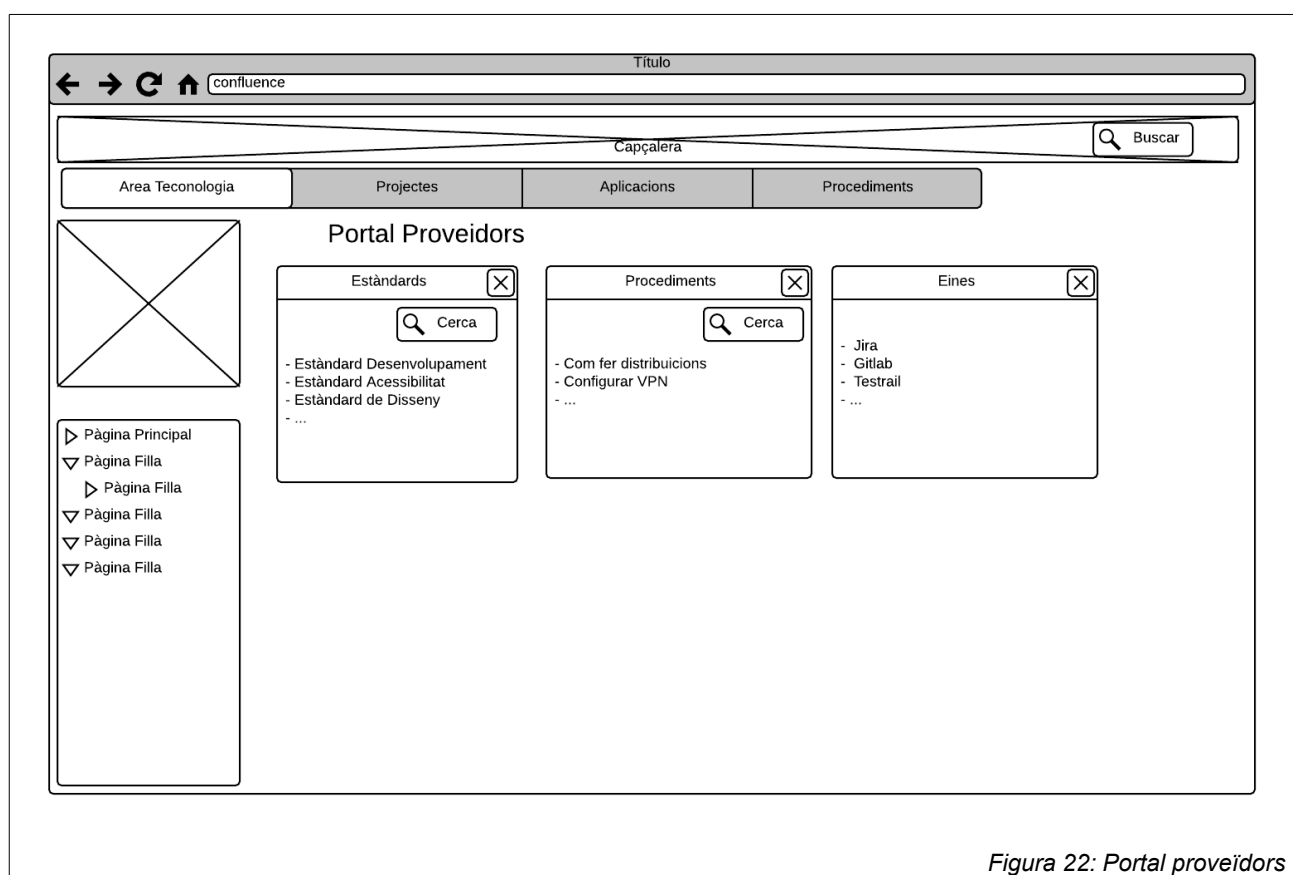 Título
confluence
Capçalera
Buscar
Area Teconologia
Projectes
Aplicacions
Procediments
Portal Proveidors
Estàndards
Cerca
- Estàndard Desenvolupament
- Estàndard Acessibilitat
- Estàndard de Disseny
- ...
Procediments
Cerca
- Com fer distribuicions
- Configurar VPN
- ...
Eines
- Jira
- Gitlab
- Testrail
- ...
Pàgina Principal
Pàgina Filla
Pàgina Filla
Pàgina Filla
Pàgina Filla
Pàgina Filla
Figura 22: Portal proveïdors